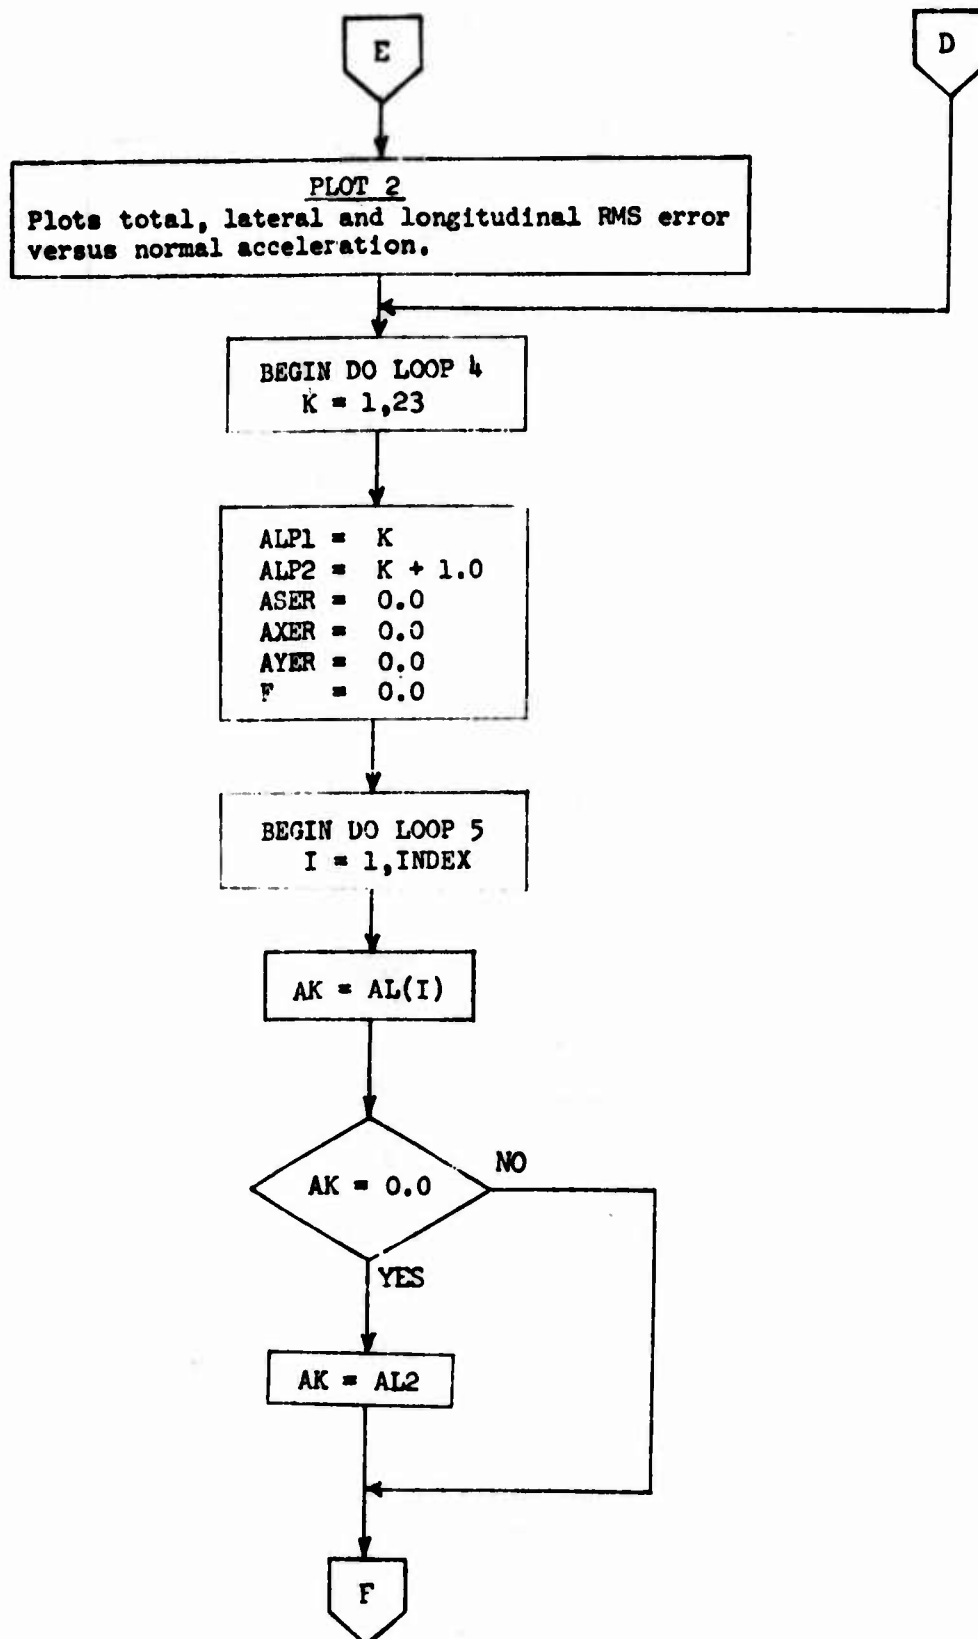 E
D
PLOT 2
Plots total, lateral and longitudinal RMS error
versus normal acceleration.
BEGIN DO LOOP 4
K = 1,23
ALP1 = K
ALP2 = K + 1.0
ASER = 0.0
AXER = 0.0
AYER = 0.0
F = 0.0
BEGIN DO LOOP 5
I = 1,INDEX
AK = AL(I)
AK = 0.0
NO
YES
AK = AL2
F